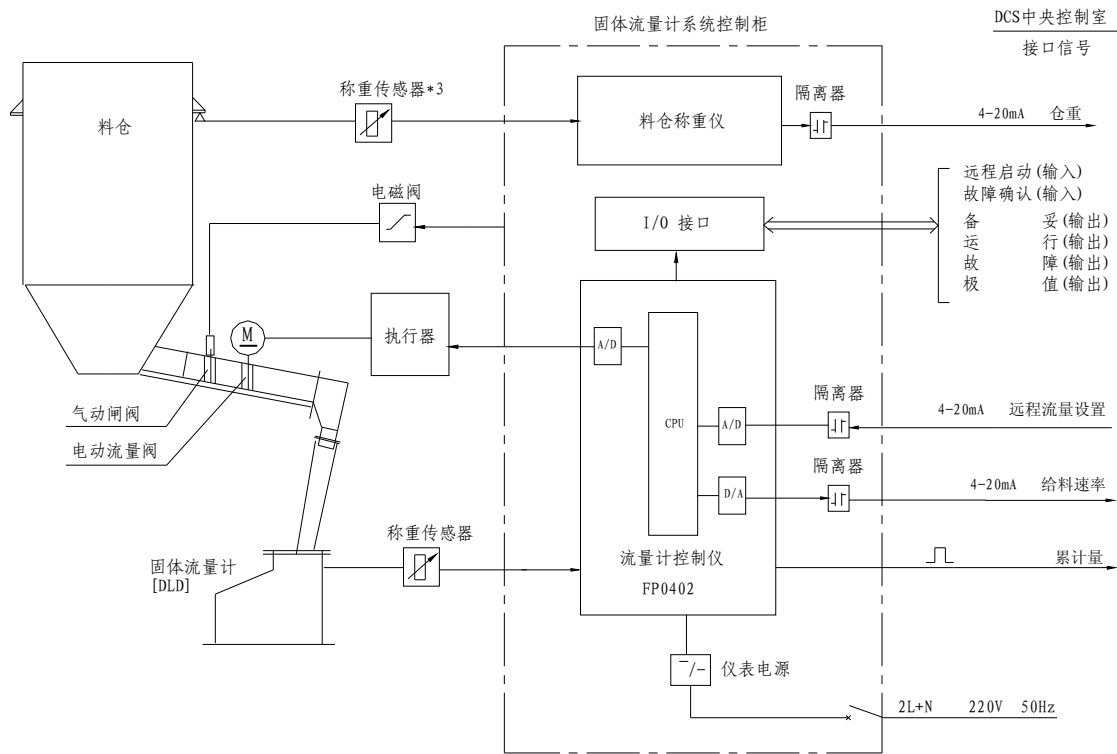 固体流量计系统控制柜
DCS中央控制室
接口信号
料仓
称重传感器*3
料仓称重仪
隔离器
4-20mA 仓重
电磁阀
I/O 接口
远程启动(输入)
故障确认(输入)
备 妥(输出)
运 行(输出)
故 障(输出)
极 值(输出)
M
执行器
A/D
CPU
气动闸阀
电动流量阀
A/D
隔离器
4-20mA 远程流量设置
D/A
隔离器
4-20mA 给料速率
称重传感器
固体流量计
[DLD]
流量计控制仪
FP0402
累计量
仪表电源
2L+N 220V 50Hz